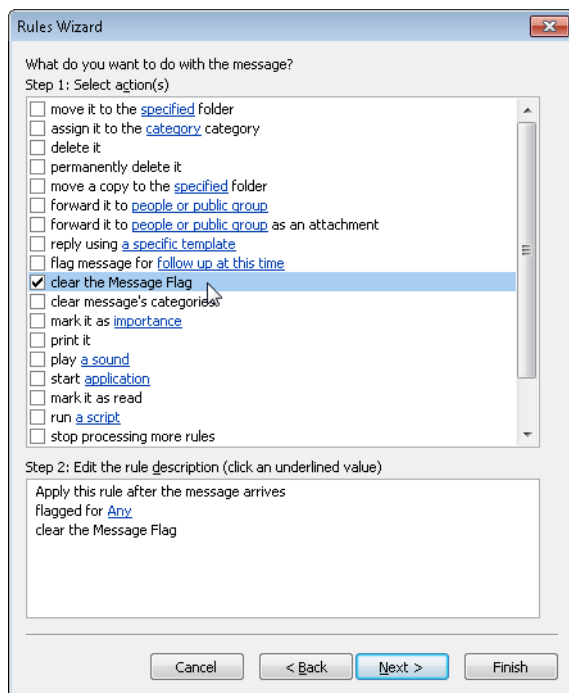 Rules Wizard
What do you want to do with the message?
Step 1: Select action(s)
move it to the specified folder
assign it to the category category
delete it
permanently delete it
move a copy to the specified folder
forward it to people or public group
forward it to people or public group as an attachment
reply using a specific template
flag message for follow up at this time
clear the Message Flag
clear message's categories
mark it as importance
print it
play a sound
start application
mark it as read
run a script
stop processing more rules
Step 2: Edit the rule description (click an underlined value)
Apply this rule after the message arrives
flagged for Any
clear the Message Flag
Cancel
< Back
Next >
Finish